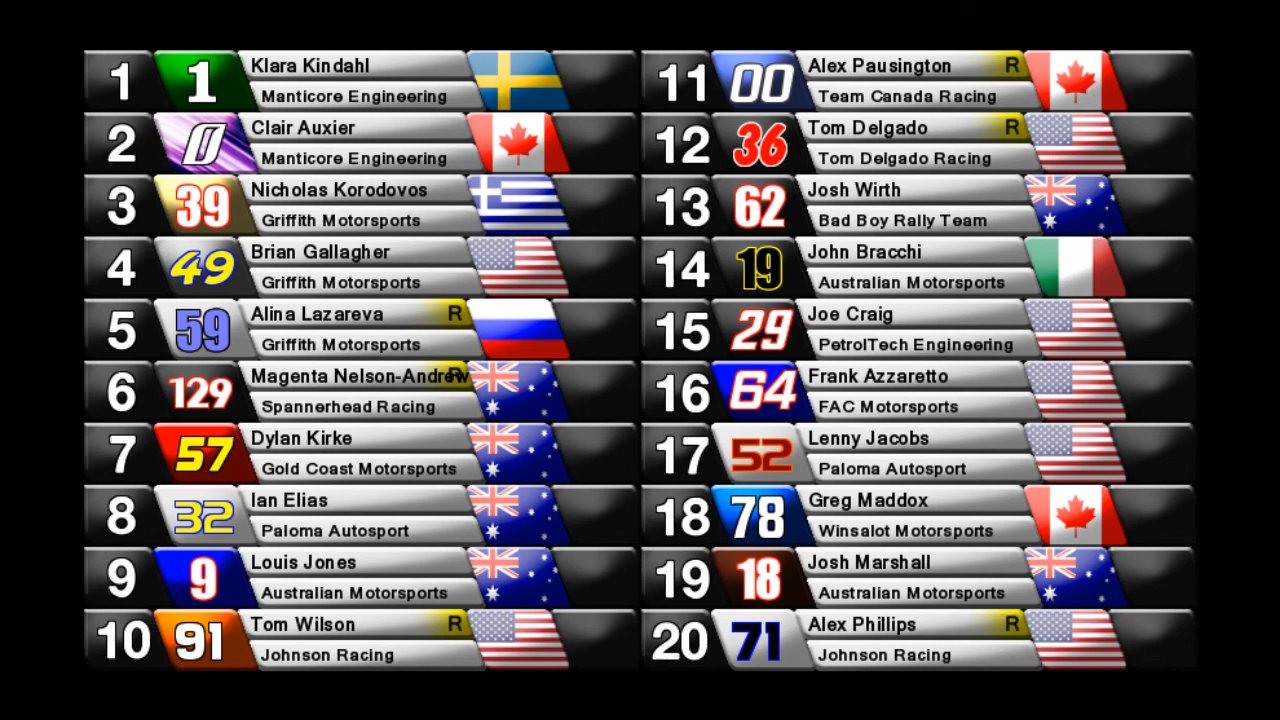 1 1 Klara Kindahl
Manticore Engineering
2 0 Clair Auxier
Manticore Engineering
3 39 Nicholas Korodovos
Griffith Motorsports
4 49 Brian Gallagher
Griffith Motorsports
5 59 Alina Lazareva R
Griffith Motorsports
6 129 Magenta Nelson-Andrew R
Spannerhead Racing
7 57 Dylan Kirke
Gold Coast Motorsports
8 32 Ian Elias
Paloma Autosport
9 9 Louis Jones
Australian Motorsports
10 91 Tom Wilson R
Johnson Racing
11 00 Alex Pausington R
Team Canada Racing
12 36 Tom Delgado R
Tom Delgado Racing
13 62 Josh Wirth
Bad Boy Rally Team
14 19 John Bracchi
Australian Motorsports
15 29 Joe Craig
PetrolTech Engineering
16 64 Frank Azzaretto
FAC Motorsports
17 52 Lenny Jacobs
Paloma Autosport
18 78 Greg Maddox
Winsalot Motorsports
19 18 Josh Marshall
Australian Motorsports
20 71 Alex Phillips R
Johnson Racing